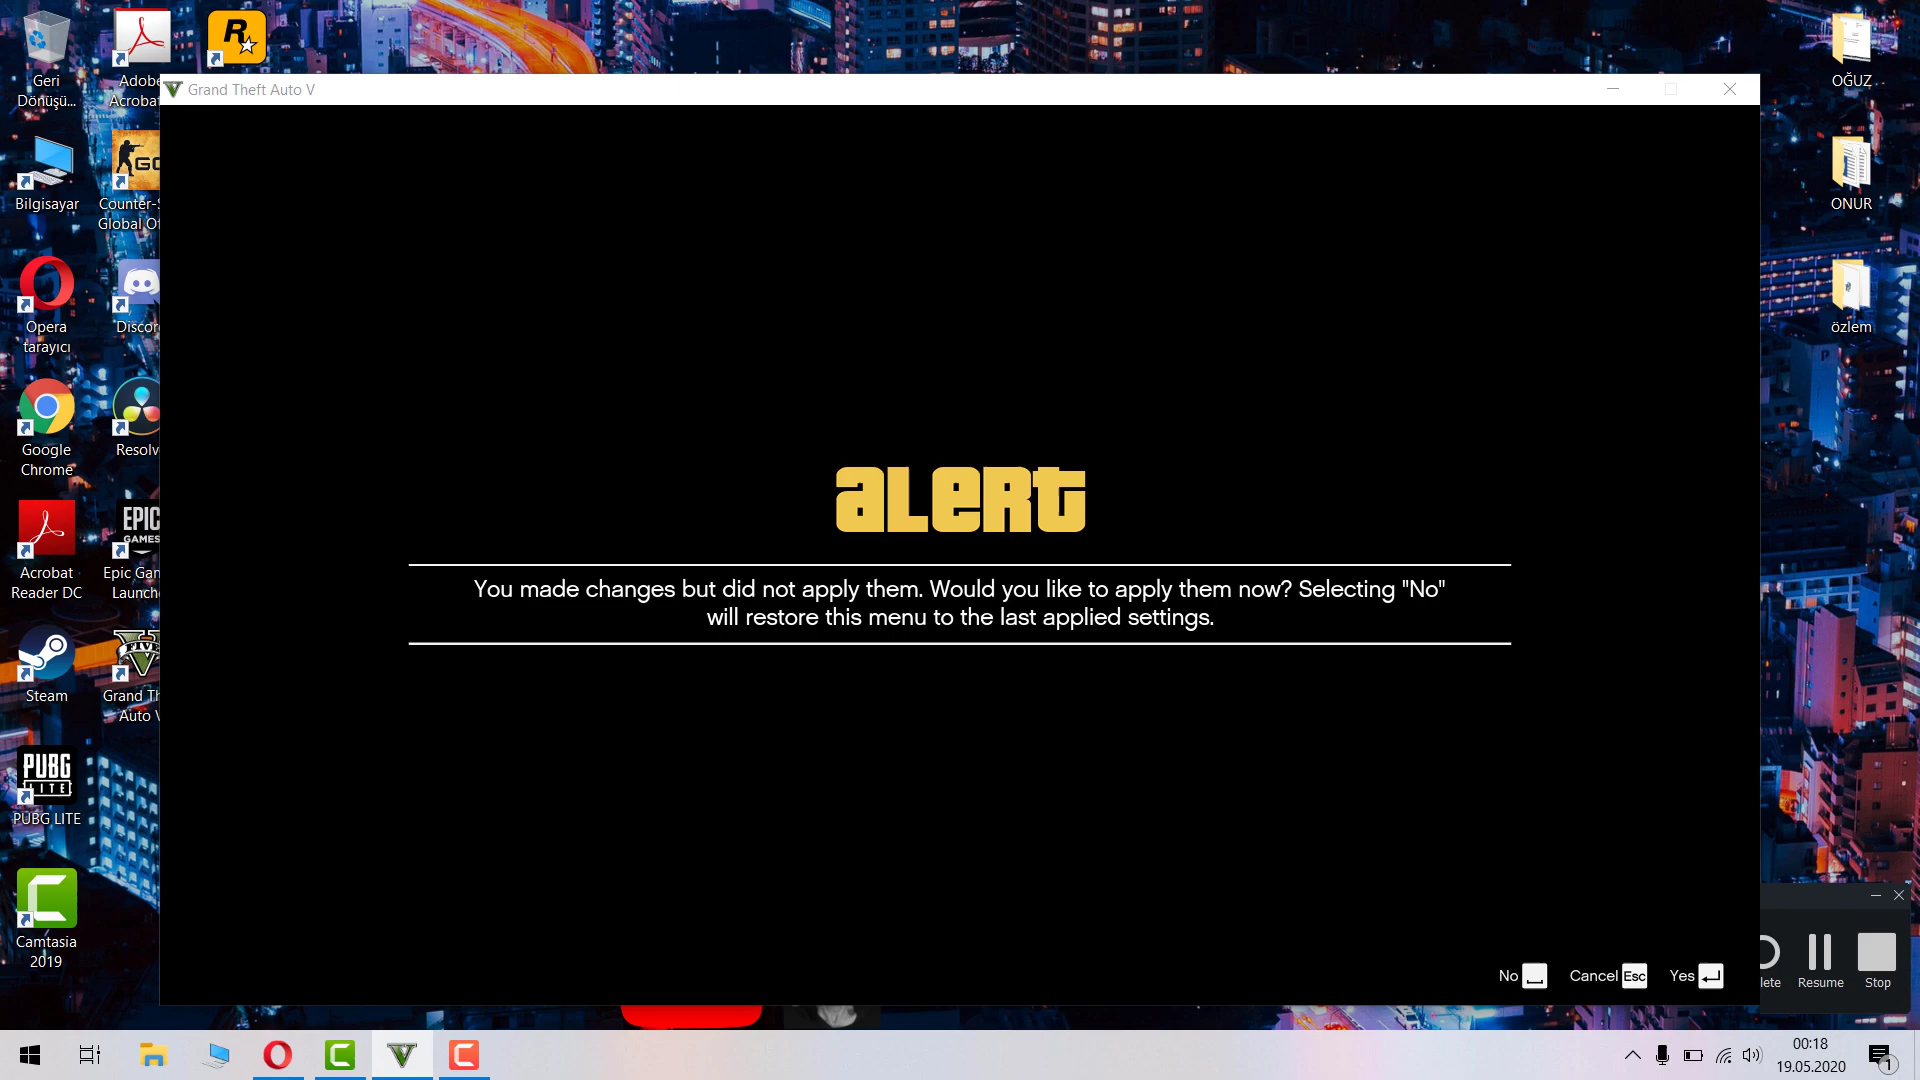 Geri
Dönüşü...
Adobe
Acrobat
R
OĞUZ
Grand Theft Auto V
Bilgisayar
GO
Counter-S
Global Of
ONUR
Opera
tarayıcı
Discor
özlem
Google
Chrome
Resolv
ALERT
You made changes but did not apply them. Would you like to apply them now? Selecting "No"
will restore this menu to the last applied settings.
Acrobat
Reader DC
EPIC
GAMES
Epic Gan
Launch
Steam
FIVE
V
Grand Th
Auto V
PUBG
LITE
PUBG LITE
P
Camtasia
2019
No
Cancel Esc
Yes
lete
Resume
Stop
00:18
19.05.2020
1